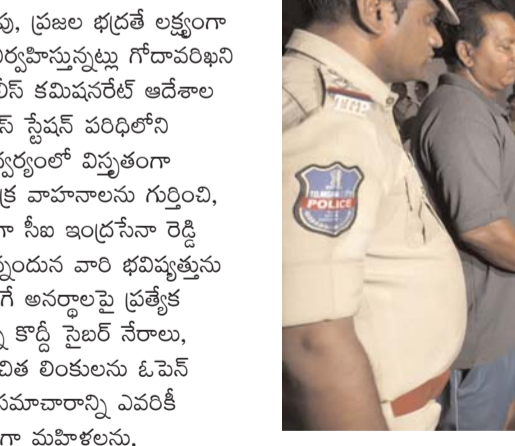 పు, ప్రజల భద్రతే లక్ష్యంగా
ర్వహిస్తున్నట్లు గోదావరిఖని
లీస్ కమిషనరేట్ ఆదేశాల
స్ స్టేషన్ పరిధిలోని
ధ్వర్యంలో విస్తృతంగా
క్ర వాహనాలను గుర్తించి,
గా సీఐ ఇంద్రసేనా రెడ్డి
న్నందున వారి భవిష్యత్తును
గే అనర్థాలపై ప్రత్యేక
న్ని కొద్దీ సైబర్ నేరాలు,
చిత లింకులను ఓపెన్
సమాచారాన్ని ఎవరికీ
గా మహిళలను,
TGP
POLICE